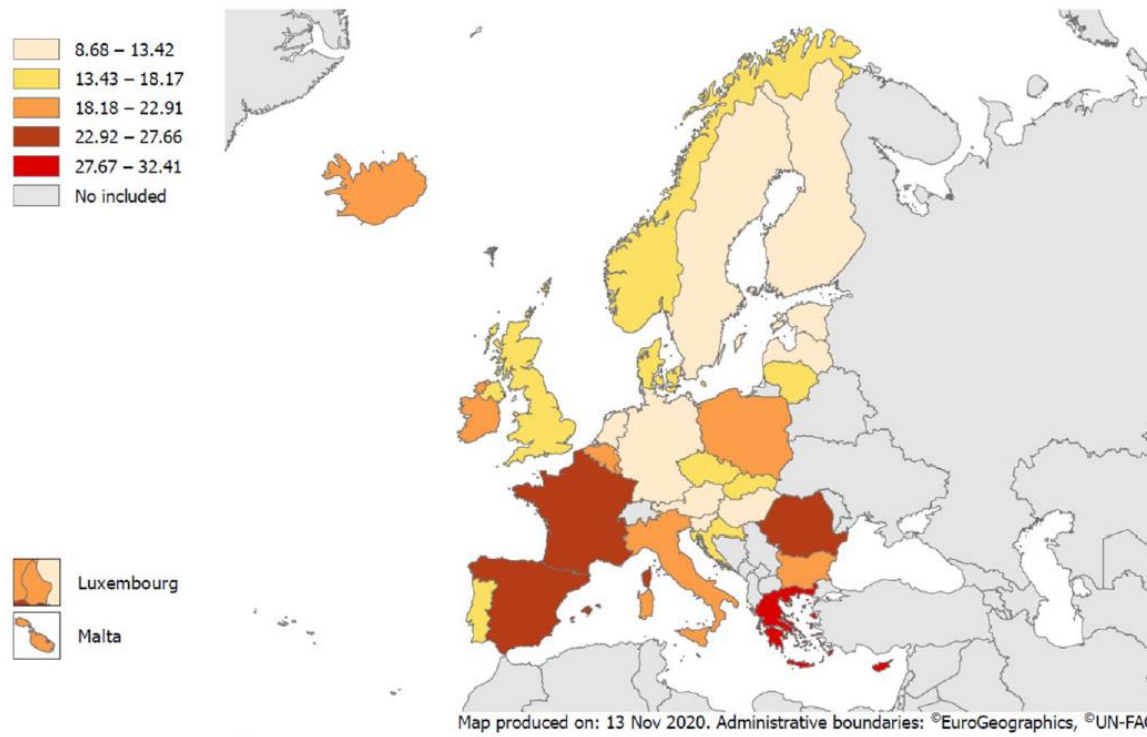 8.68 – 13.42
13.43 – 18.17
18.18 – 22.91
22.92 – 27.66
27.67 – 32.41
No included
Luxembourg
Malta
Map produced on: 13 Nov 2020. Administrative boundaries: ©EuroGeographics, ©UN-FAO